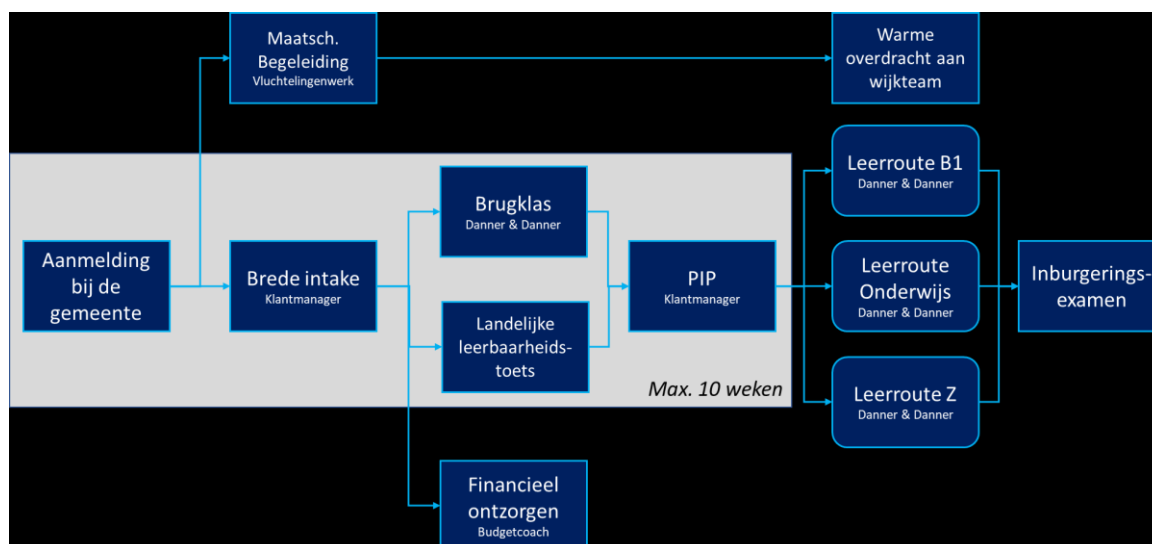 Maatsch.
Begeleiding
Vluchtelingenwerk
Warme
overdracht aan
wijkteam
Leerroute B1
Danner & Danner
Brugklas
Danner & Danner
Aanmelding
bij de
gemeente
Brede intake
Klantmanager
PIP
Klantmanager
Leerroute
Onderwijs
Danner & Danner
Inburgerings-
examen
Landelijke
leerbaarheids-
toets
Max. 10 weken
Leerroute Z
Danner & Danner
Financieel
ontzorgen
Budgetcoach